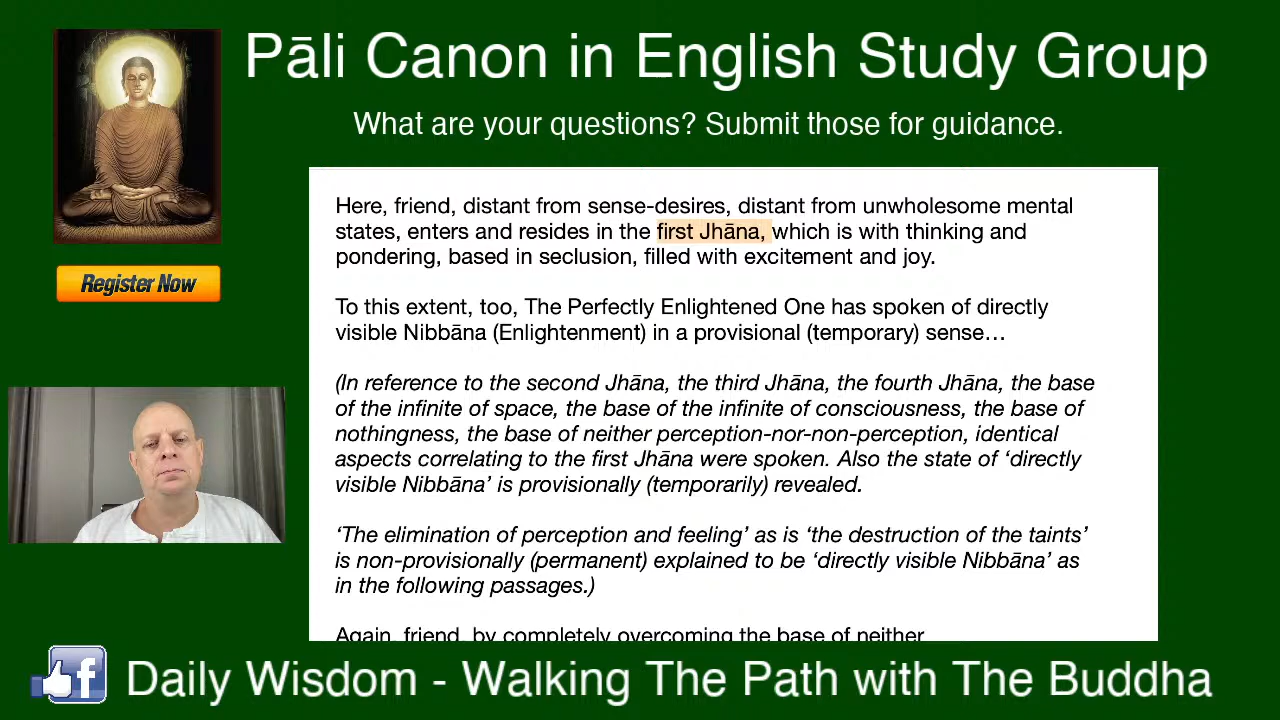 Pāli Canon in English Study Group
What are your questions? Submit those for guidance.
Register Now
Here, friend, distant from sense-desires, distant from unwholesome mental
states, enters and resides in the first Jhāna, which is with thinking and
pondering, based in seclusion, filled with excitement and joy.
To this extent, too, The Perfectly Enlightened One has spoken of directly
visible Nibbāna (Enlightenment) in a provisional (temporary) sense…
(In reference to the second Jhāna, the third Jhāna, the fourth Jhāna, the base
of the infinite of space, the base of the infinite of consciousness, the base of
nothingness, the base of neither perception-nor-non-perception, identical
aspects correlating to the first Jhāna were spoken. Also the state of ‘directly
visible Nibbāna’ is provisionally (temporarily) revealed.
‘The elimination of perception and feeling’ as is ‘the destruction of the taints’
is non-provisionally (permanent) explained to be ‘directly visible Nibbāna’ as
in the following passages.)
Again, friend, by completely overcoming the base of neither
f
Daily Wisdom - Walking The Path with The Buddha